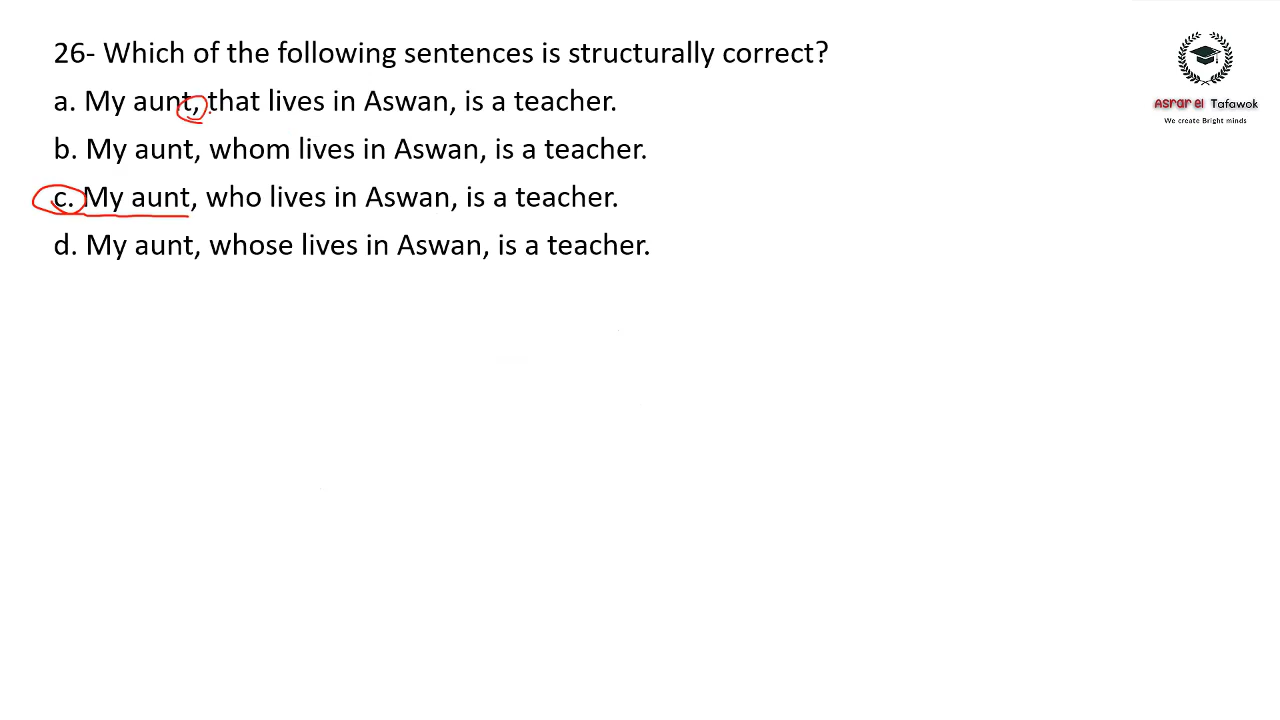 26- Which of the following sentences is structurally correct?
a. My aunt, that lives in Aswan, is a teacher.
b. My aunt, whom lives in Aswan, is a teacher.
c. My aunt, who lives in Aswan, is a teacher.
d. My aunt, whose lives in Aswan, is a teacher.
Asrar el Tafawok
We create Bright minds